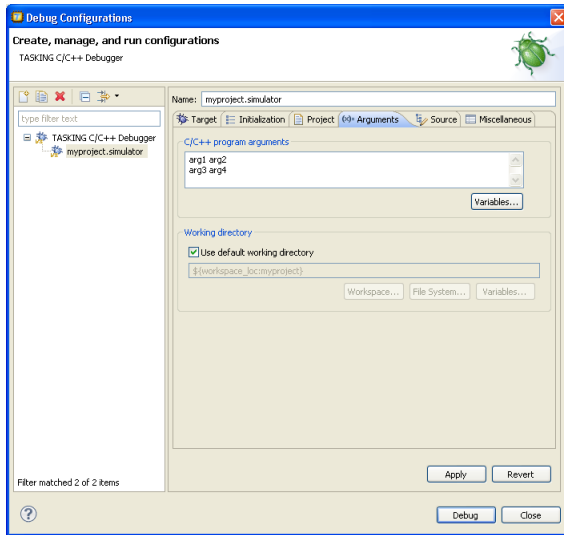 Debug Configurations
Create, manage, and run configurations
TASKING C/C++ Debugger
type filter text
TASKING C/C++ Debugger
myproject.simulator
Filter matched 2 of 2 items
Name: myproject.simulator
Target Initialization Project (x)= Arguments Source Miscellaneous
C/C++ program arguments
arg1 arg2
arg3 arg4
Variables...
Working directory
Use default working directory
${workspace_loc:myproject}
Workspace... File System... Variables...
Apply Revert
? Debug Close